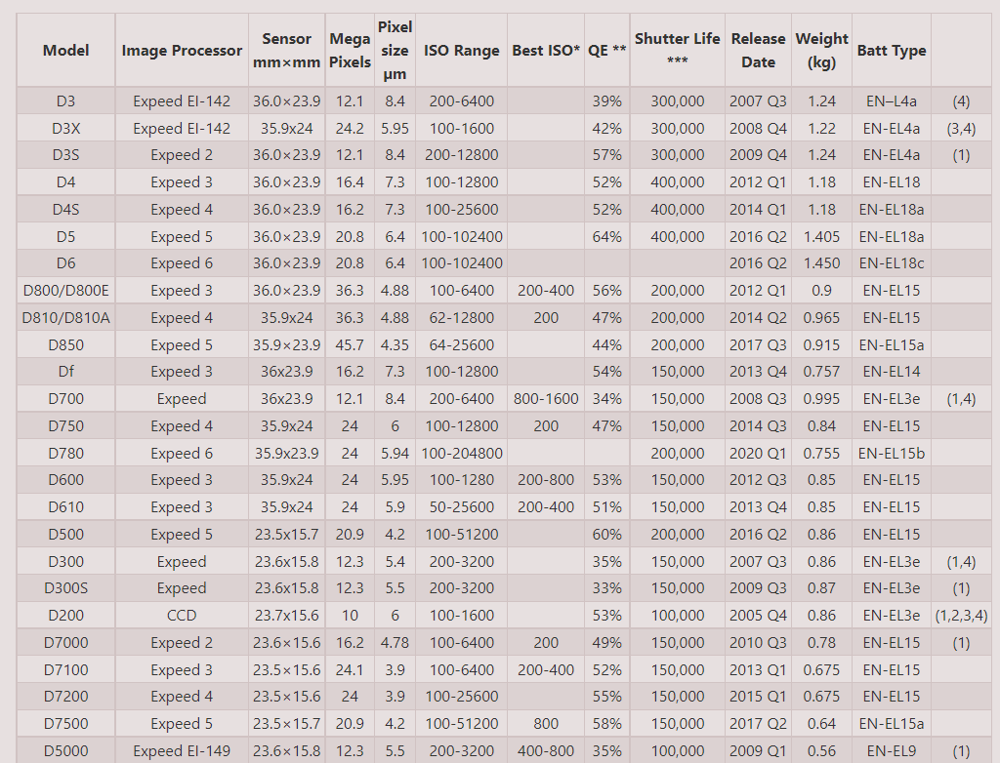 Model Image Processor Sensor mm×mm Mega Pixels Pixel size µm ISO Range Best ISO* QE ** Shutter Life *** Release Date Weight (kg) Batt Type
D3 Expeed EI-142 36.0×23.9 12.1 8.4 200-6400 39% 300,000 2007 Q3 1.24 EN–L4a (4)
D3X Expeed EI-142 35.9x24 24.2 5.95 100-1600 42% 300,000 2008 Q4 1.22 EN-EL4a (3,4)
D3S Expeed 2 36.0×23.9 12.1 8.4 200-12800 57% 300,000 2009 Q4 1.24 EN-EL4a (1)
D4 Expeed 3 36.0×23.9 16.4 7.3 100-12800 52% 400,000 2012 Q1 1.18 EN-EL18
D4S Expeed 4 36.0×23.9 16.2 7.3 100-25600 52% 400,000 2014 Q1 1.18 EN-EL18a
D5 Expeed 5 36.0×23.9 20.8 6.4 100-102400 64% 400,000 2016 Q2 1.405 EN-EL18a
D6 Expeed 6 36.0×23.9 20.8 6.4 100-102400 2016 Q2 1.450 EN-EL18c
D800/D800E Expeed 3 36.0×23.9 36.3 4.88 100-6400 200-400 56% 200,000 2012 Q1 0.9 EN-EL15
D810/D810A Expeed 4 35.9x24 36.3 4.88 62-12800 200 47% 200,000 2014 Q2 0.965 EN-EL15
D850 Expeed 5 35.9×23.9 45.7 4.35 64-25600 44% 200,000 2017 Q3 0.915 EN-EL15a
Df Expeed 3 36x23.9 16.2 7.3 100-12800 54% 150,000 2013 Q4 0.757 EN-EL14
D700 Expeed 36x23.9 12.1 8.4 200-6400 800-1600 34% 150,000 2008 Q3 0.995 EN-EL3e (1,4)
D750 Expeed 4 35.9x24 24 6 100-12800 200 47% 150,000 2014 Q3 0.84 EN-EL15
D780 Expeed 6 35.9x23.9 24 5.94 100-204800 200,000 2020 Q1 0.755 EN-EL15b
D600 Expeed 3 35.9x24 24 5.95 100-1280 200-800 53% 150,000 2012 Q3 0.85 EN-EL15
D610 Expeed 3 35.9x24 24 5.9 50-25600 200-400 51% 150,000 2013 Q4 0.85 EN-EL15
D500 Expeed 5 23.5x15.7 20.9 4.2 100-51200 60% 200,000 2016 Q2 0.86 EN-EL15
D300 Expeed 23.6x15.8 12.3 5.4 200-3200 35% 150,000 2007 Q3 0.86 EN-EL3e (1,4)
D300S Expeed 23.6x15.8 12.3 5.5 200-3200 33% 150,000 2009 Q3 0.87 EN-EL3e (1)
D200 CCD 23.7x15.6 10 6 100-1600 53% 100,000 2005 Q4 0.86 EN-EL3e (1,2,3,4)
D7000 Expeed 2 23.6×15.6 16.2 4.78 100-6400 200 49% 150,000 2010 Q3 0.78 EN-EL15 (1)
D7100 Expeed 3 23.5×15.6 24.1 3.9 100-6400 200-400 52% 150,000 2013 Q1 0.675 EN-EL15
D7200 Expeed 4 23.5×15.6 24 3.9 100-25600 55% 150,000 2015 Q1 0.675 EN-EL15
D7500 Expeed 5 23.5×15.7 20.9 4.2 100-51200 800 58% 150,000 2017 Q2 0.64 EN-EL15a
D5000 Expeed EI-149 23.6×15.8 12.3 5.5 200-3200 400-800 35% 100,000 2009 Q1 0.56 EN-EL9 (1)